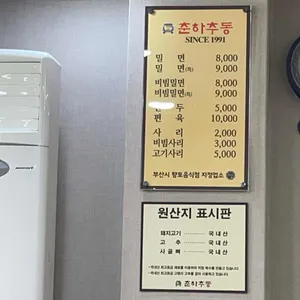 춘하추동
SINCE 1991
밀 면 8,000
밀 면(특) 9,000
비빔밀면 8,000
비빔밀면(특) 9,000
만 두 5,000
편 육 10,000
사 리 2,000
비빔사리 3,000
고기사리 5,000
부산시 향토음식점 지정업소
원산지 표시판
돼지고기 국내산
고 추 국내산
사골뼈 국내산
춘하추동